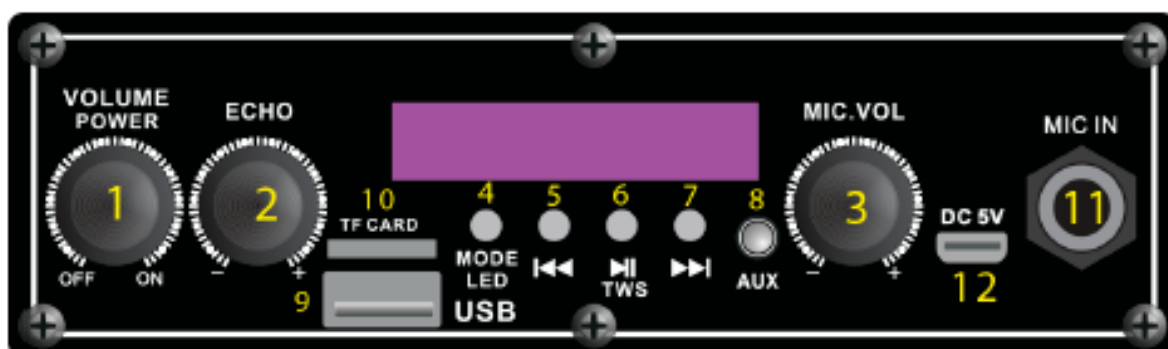 VOLUME
POWER
ECHO
MIC.VOL
MIC IN
1
2
3
10
4
5
6
7
8
11
TF CARD
DC 5V
MODE
LED
TWS
AUX
OFF
ON
-
+
-
+
9
USB
12